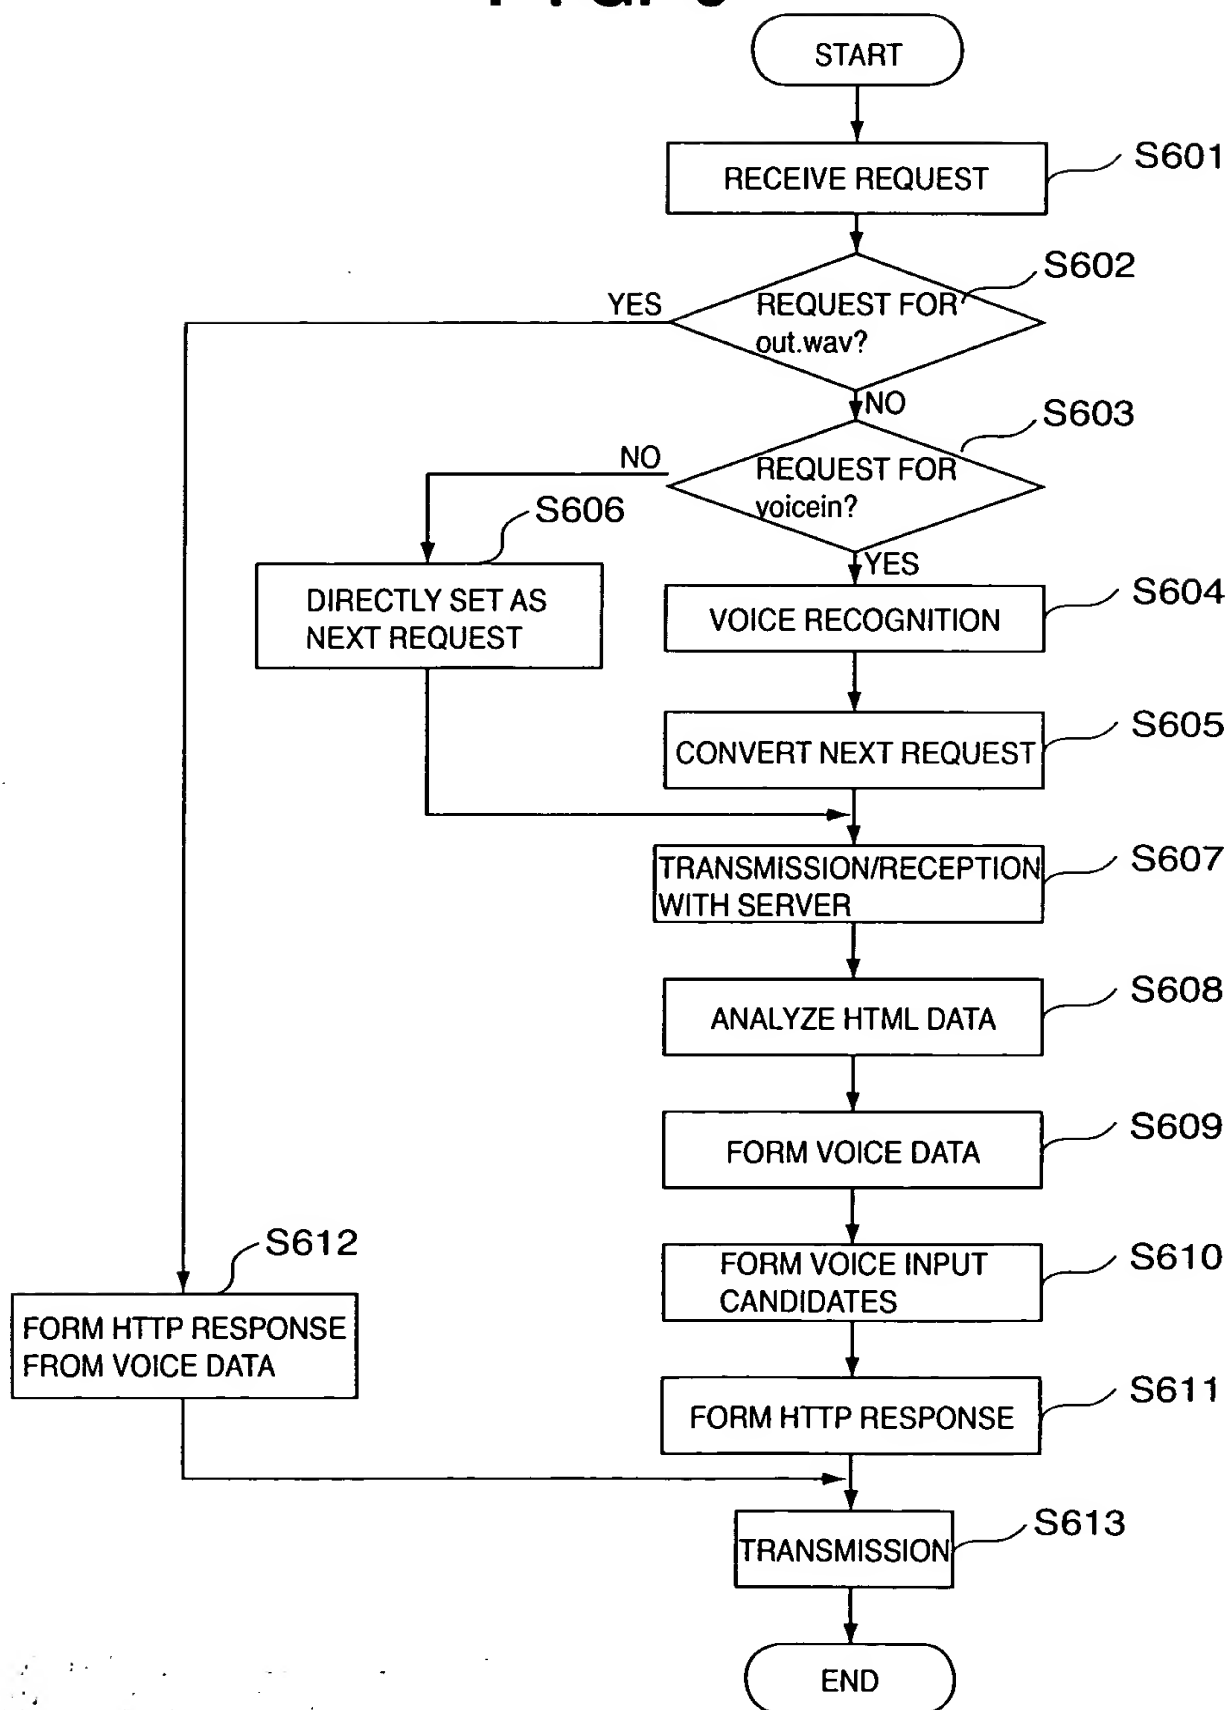 START
RECEIVE REQUEST
S601
S602
YES
REQUEST FOR
out.wav?
NO
S603
NO
REQUEST FOR
voicein?
S606
YES
DIRECTLY SET AS
NEXT REQUEST
S604
VOICE RECOGNITION
S605
CONVERT NEXT REQUEST
S607
TRANSMISSION/RECEPTION
WITH SERVER
S608
ANALYZE HTML DATA
S609
FORM VOICE DATA
S612
S610
FORM VOICE INPUT
CANDIDATES
FORM HTTP RESPONSE
FROM VOICE DATA
S611
FORM HTTP RESPONSE
S613
TRANSMISSION
END